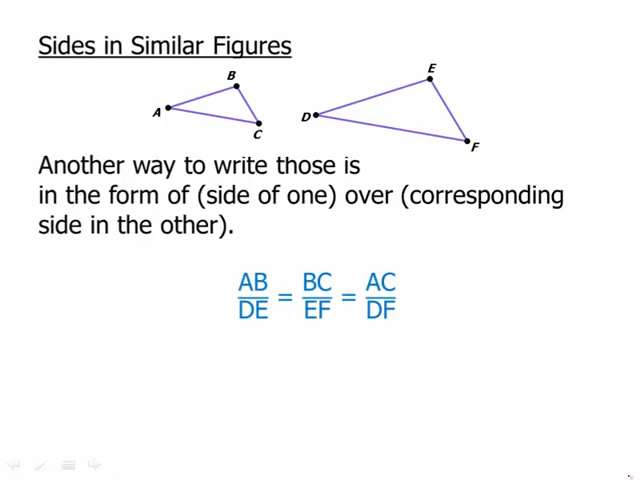 Sides in Similar Figures
B
A
C
E
D
F
Another way to write those is
in the form of (side of one) over (corresponding
side in the other).
AB/DE = BC/EF = AC/DF